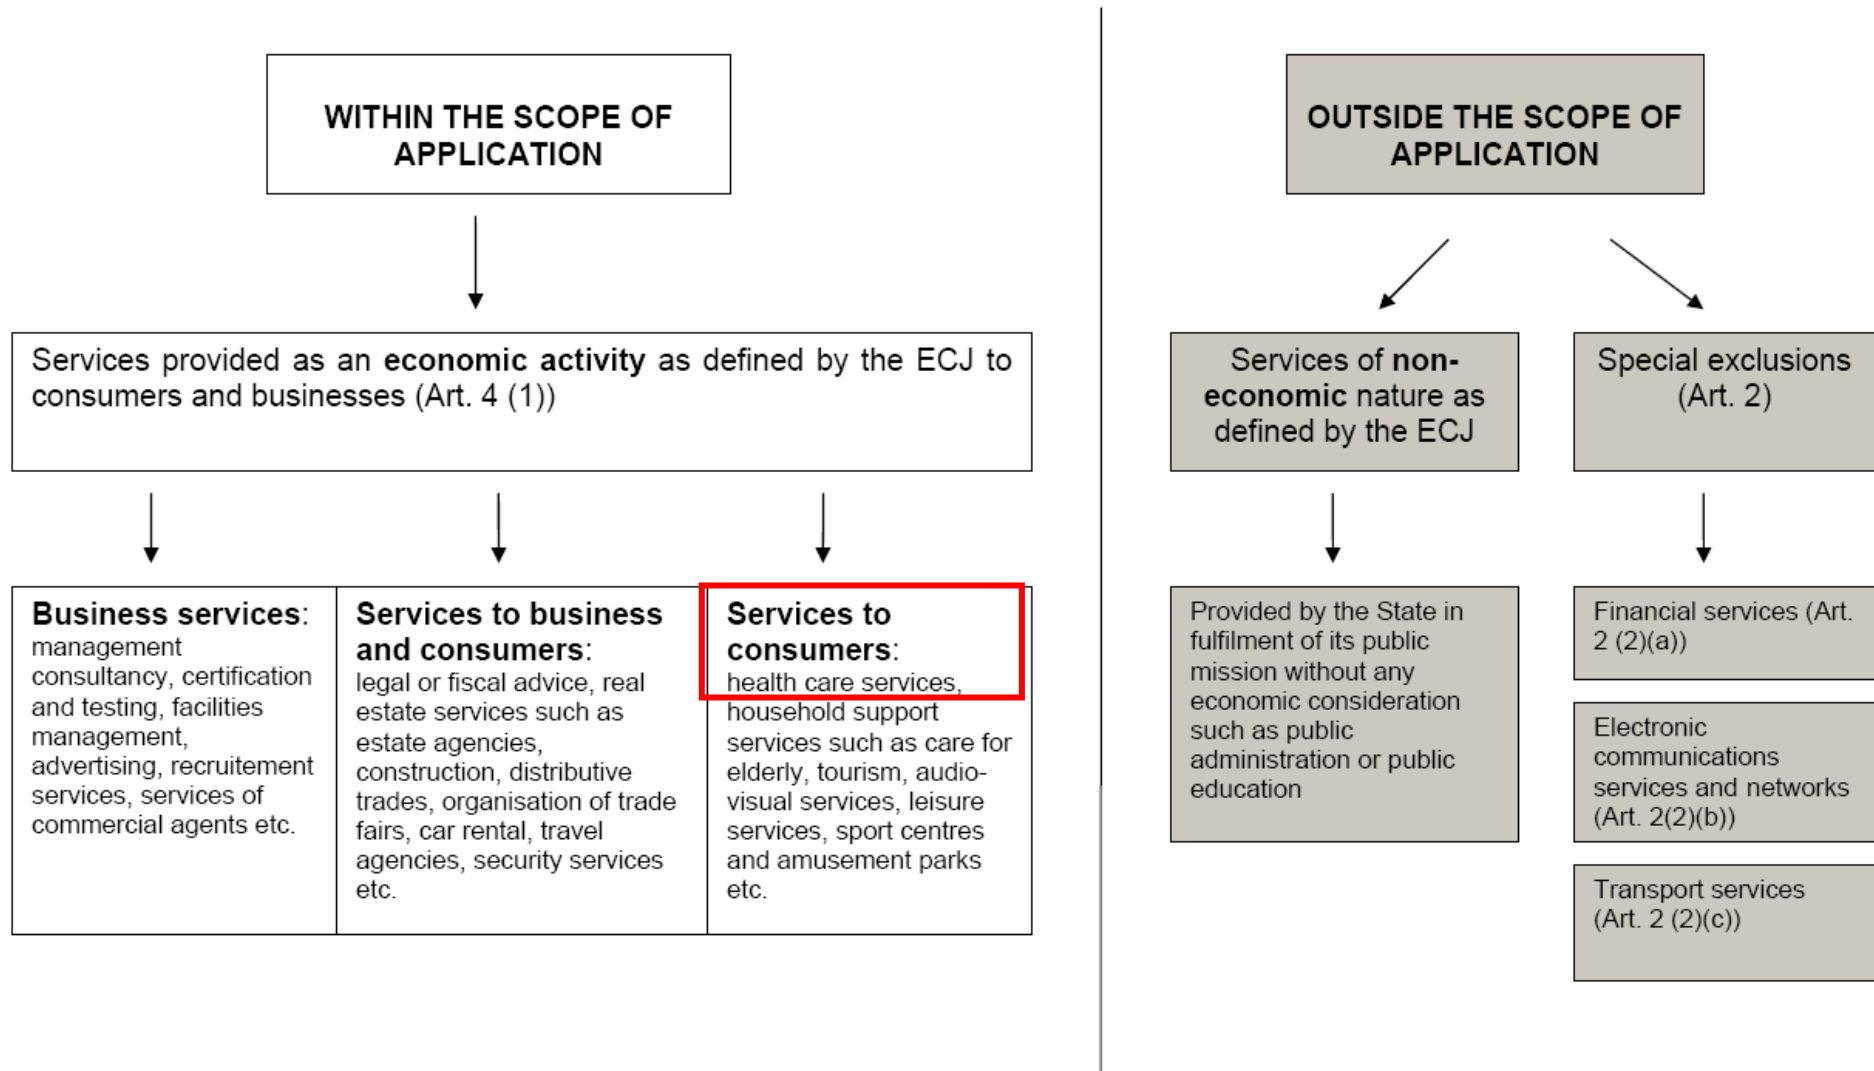 WITHIN THE SCOPE OF
APPLICATION
Services provided as an economic activity as defined by the ECJ to
consumers and businesses (Art. 4 (1))
Business services:
management
consultancy, certification
and testing, facilities
management,
advertising, recruitement
services, services of
commercial agents etc.
Services to business
and consumers:
legal or fiscal advice, real
estate services such as
estate agencies,
construction, distributive
trades, organisation of trade
fairs, car rental, travel
agencies, security services
etc.
Services to
consumers:
health care services,
household support
services such as care for
elderly, tourism, audio-
visual services, leisure
services, sport centres
and amusement parks
etc.
OUTSIDE THE SCOPE OF
APPLICATION
Services of non-
economic nature as
defined by the ECJ
Provided by the State in
fulfilment of its public
mission without any
economic consideration
such as public
administration or public
education
Special exclusions
(Art. 2)
Financial services (Art.
2 (2)(a))
Electronic
communications
services and networks
(Art. 2(2)(b))
Transport services
(Art. 2 (2)(c))